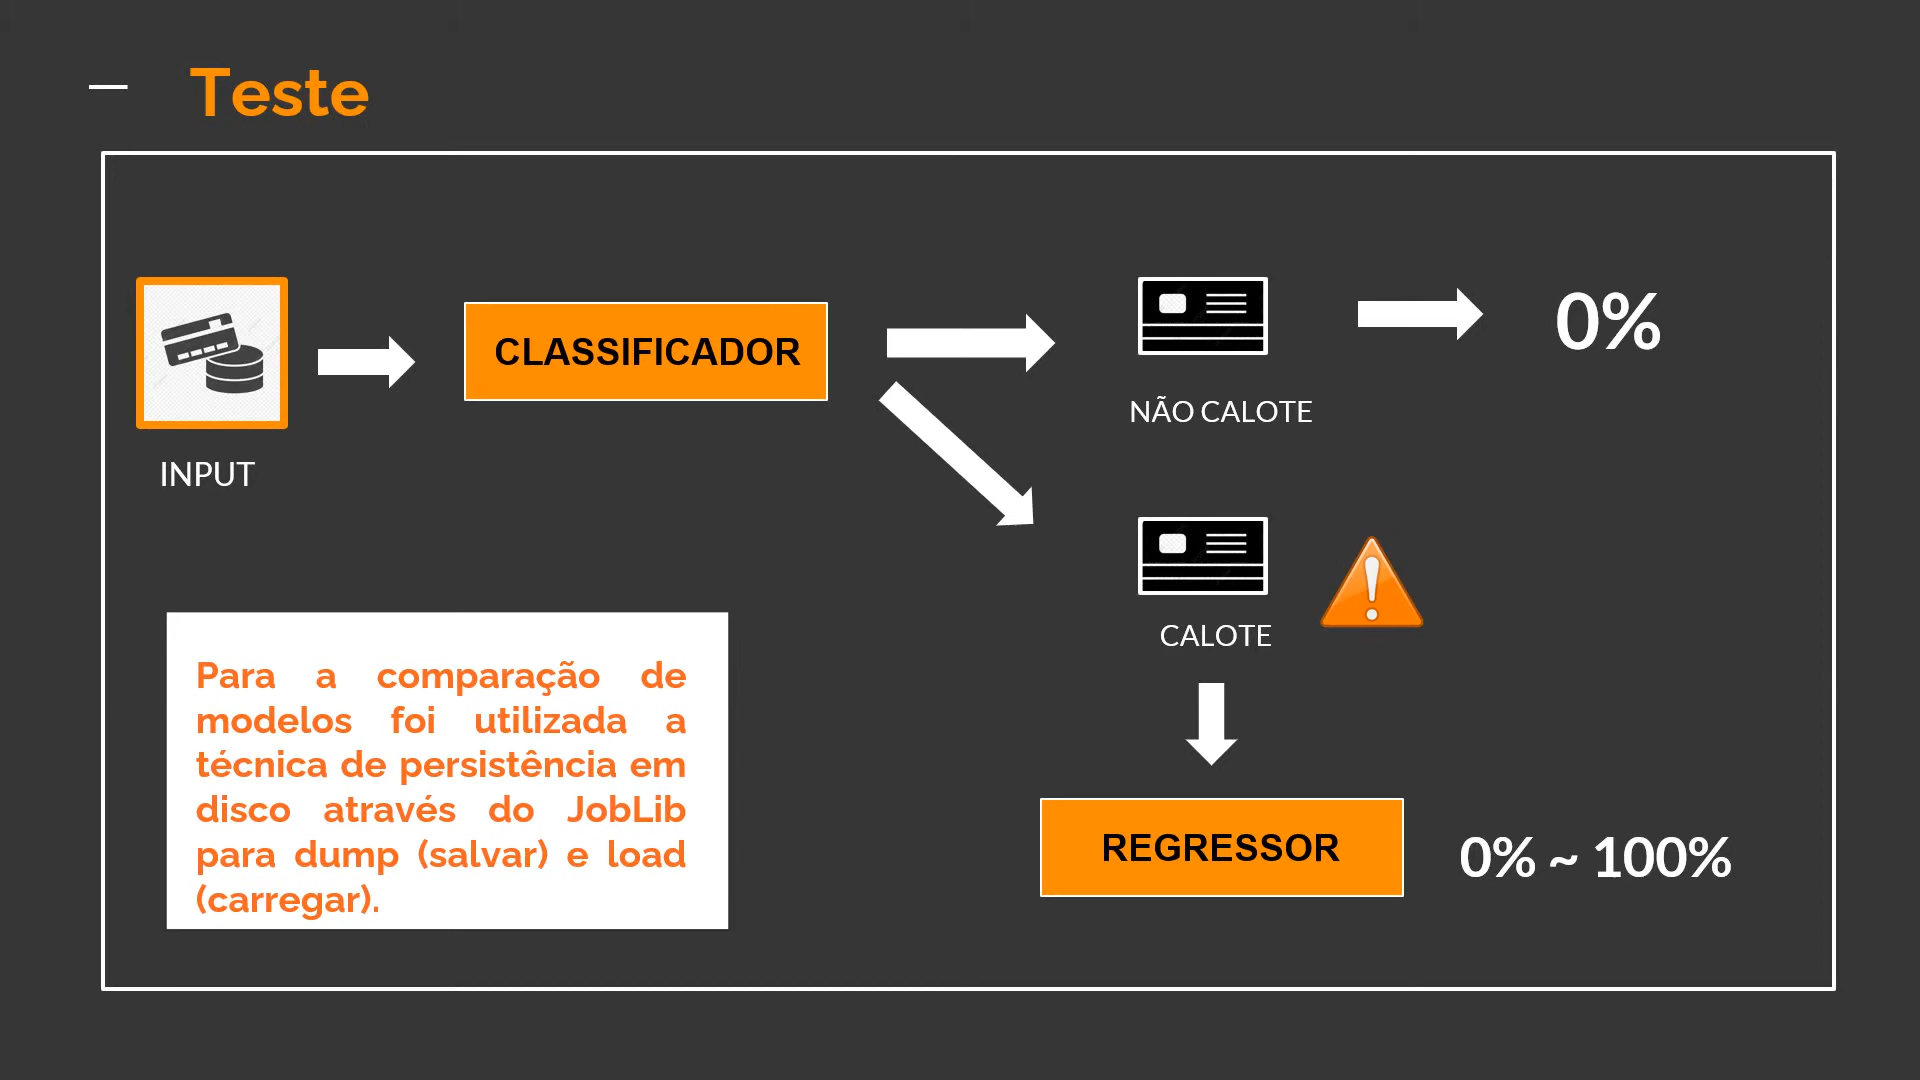 Teste
INPUT
CLASSIFICADOR
NÃO CALOTE
0%
CALOTE
REGRESSOR
0% ~ 100%
Para a comparação de
modelos foi utilizada a
técnica de persistência em
disco através do JobLib
para dump (salvar) e load
(carregar).